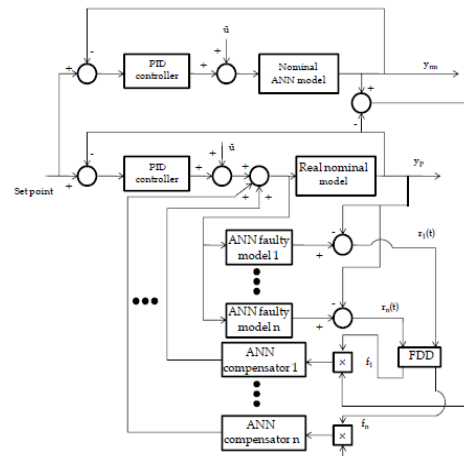 û
PID
controller
Nominal
ANN model
y_m
û
PID
controller
Real nominal
model
y_p
Set point
ANN faulty
model 1
r_1(t)
ANN faulty
model n
r_n(t)
FDD
ANN
compensator 1
×
f_1
ANN
compensator n
×
f_n
+
-
+
+
+
-
+
-
+
+
+
+
+
+
-
+
-